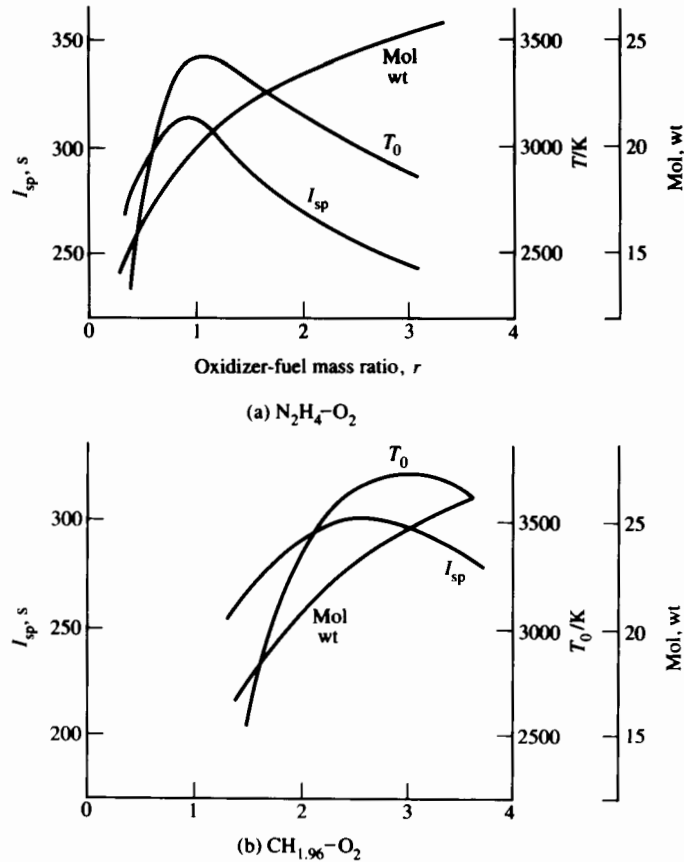 350
300
250
I_sp, s
Mol
wt
T_0
I_sp
3500
3000
2500
T/K
25
20
15
Mol, wt
0
1
2
3
4
Oxidizer-fuel mass ratio, r
(a) N_2H_4–O_2
300
250
200
I_sp, s
T_0
I_sp
Mol
wt
3500
3000
2500
T_0/K
25
20
15
Mol, wt
0
1
2
3
4
(b) CH_1.96–O_2